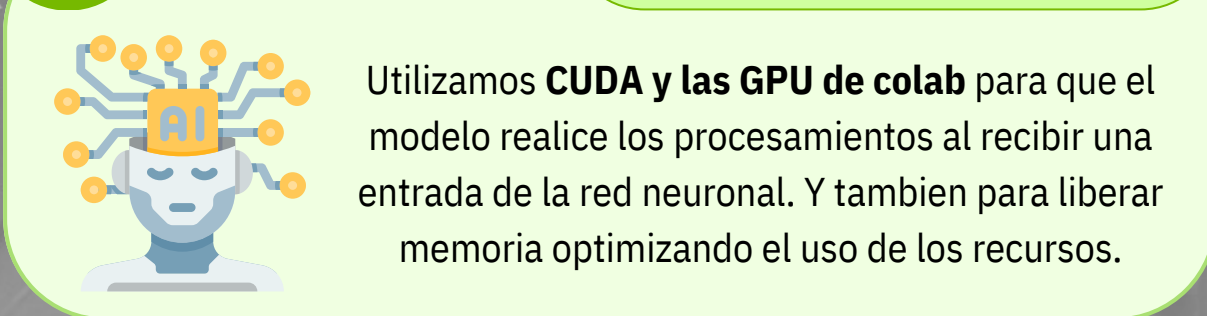 AI
Utilizamos CUDA y las GPU de colab para que el
modelo realice los procesamientos al recibir una
entrada de la red neuronal. Y tambien para liberar
memoria optimizando el uso de los recursos.